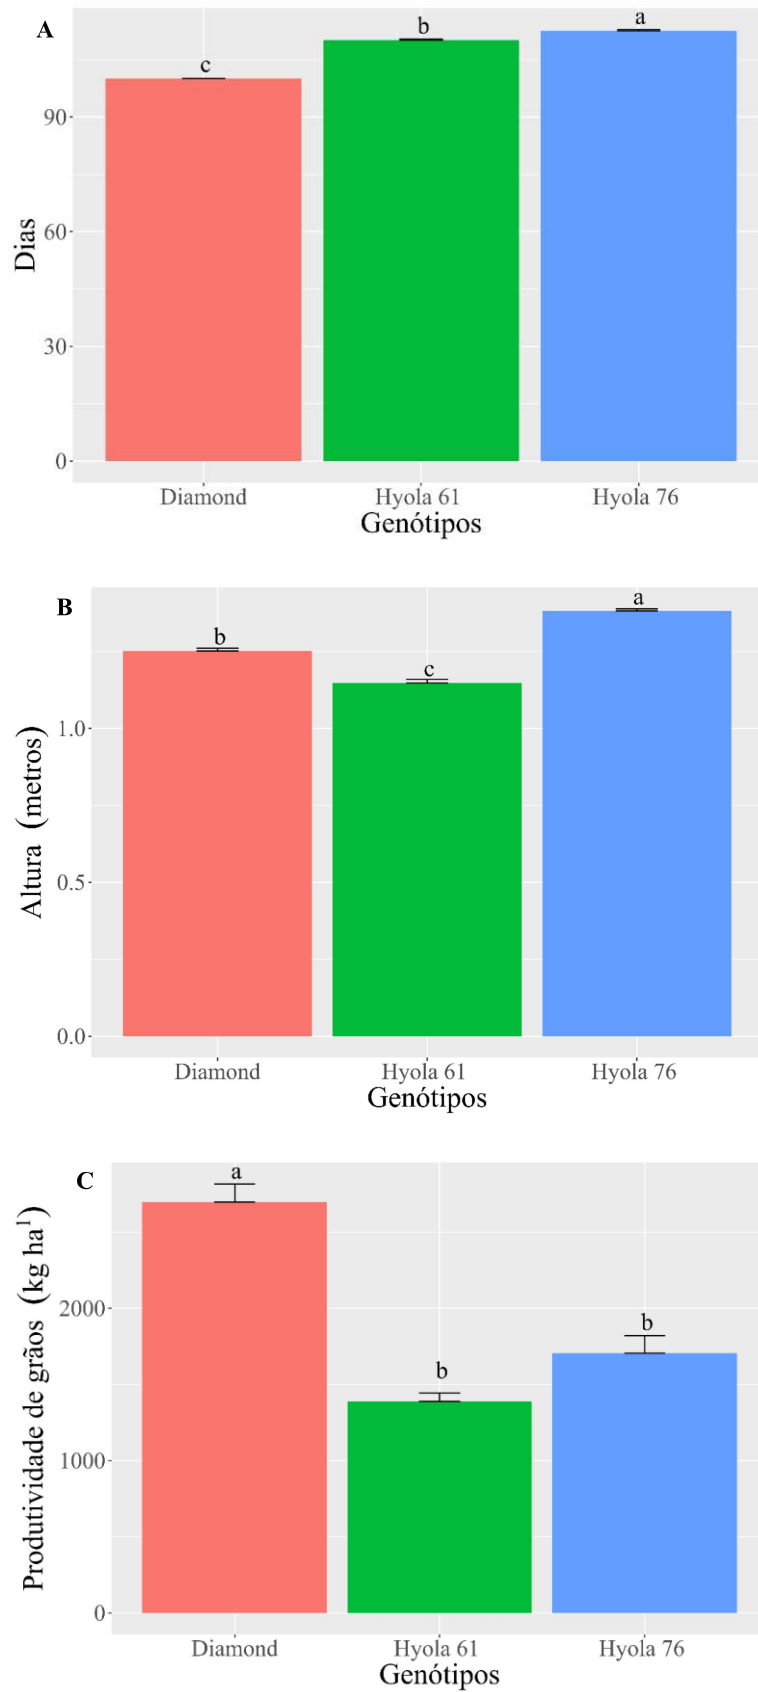 A
c
b
a
90
60
30
0
Dias
Diamond
Hyola 61
Hyola 76
Genótipos
B
b
c
a
1.0
0.5
0.0
Altura (metros)
Diamond
Hyola 61
Hyola 76
Genótipos
C
a
b
b
2000
1000
0
Produtividade de grãos (kg ha¹)
Diamond
Hyola 61
Hyola 76
Genótipos